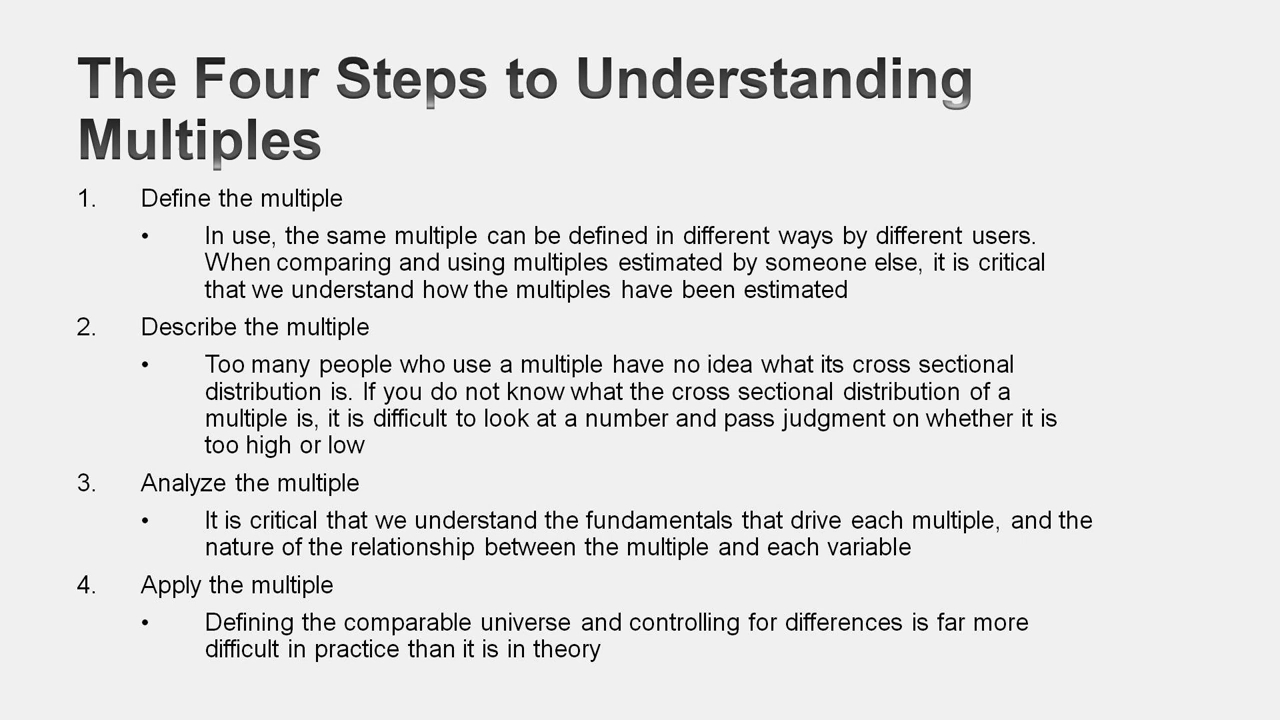 The Four Steps to Understanding
Multiples
1. Define the multiple
• In use, the same multiple can be defined in different ways by different users.
When comparing and using multiples estimated by someone else, it is critical
that we understand how the multiples have been estimated
2. Describe the multiple
• Too many people who use a multiple have no idea what its cross sectional
distribution is. If you do not know what the cross sectional distribution of a
multiple is, it is difficult to look at a number and pass judgment on whether it is
too high or low
3. Analyze the multiple
• It is critical that we understand the fundamentals that drive each multiple, and the
nature of the relationship between the multiple and each variable
4. Apply the multiple
• Defining the comparable universe and controlling for differences is far more
difficult in practice than it is in theory